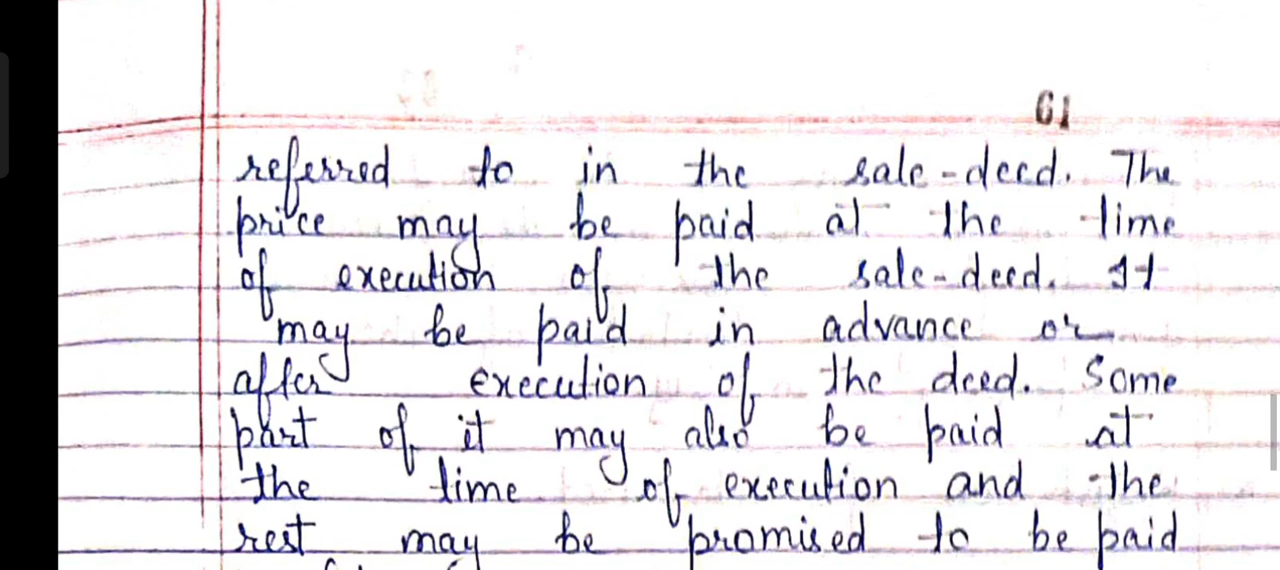 61
referred to in the sale-deed. The
price may be paid at the time
of execution of the sale-deed. It
may be paid in advance or
after execution of the deed. Some
part of it may also be paid at
the time of execution and the
rest may be promised to be paid